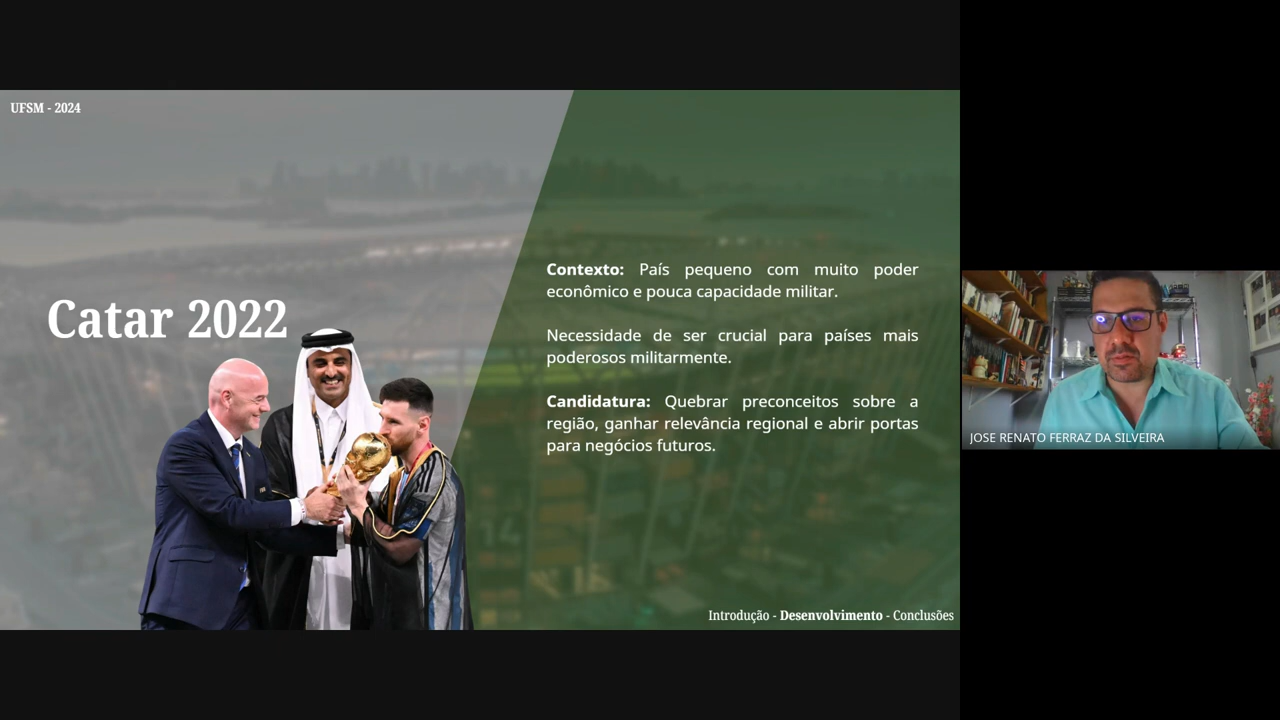 UFSM - 2024
Catar 2022
Contexto: País pequeno com muito poder
econômico e pouca capacidade militar.
Necessidade de ser crucial para países mais
poderosos militarmente.
Candidatura: Quebrar preconceitos sobre a
região, ganhar relevância regional e abrir portas
para negócios futuros.
Introdução - Desenvolvimento - Conclusões
JOSE RENATO FERRAZ DA SILVEIRA